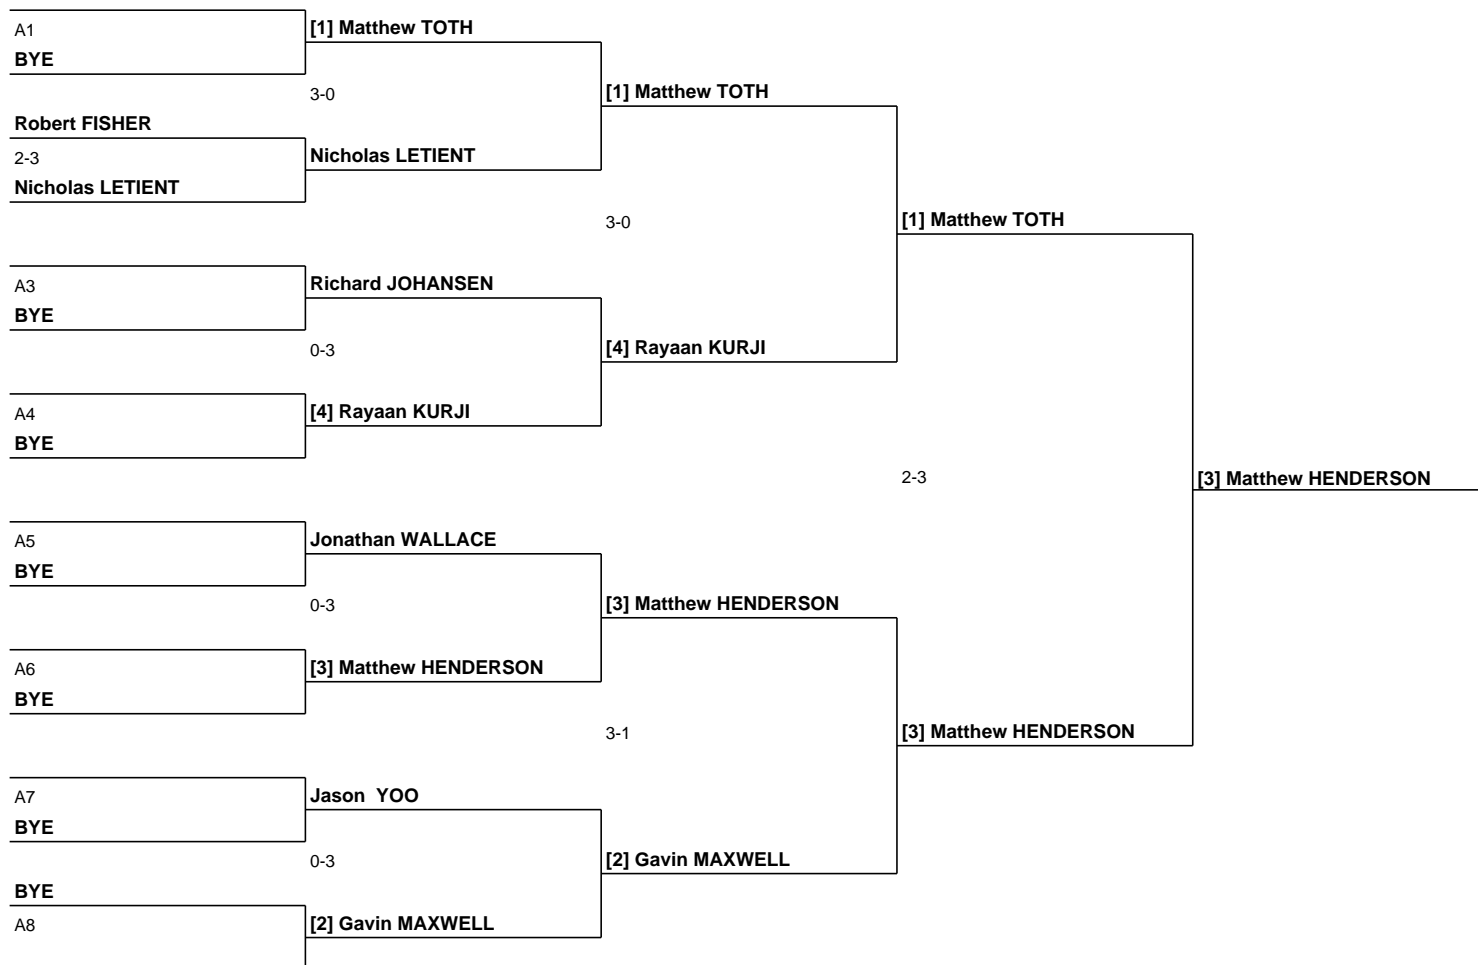 A1
BYE
[1] Matthew TOTH
3-0
Robert FISHER
2-3
Nicholas LETIENT
Nicholas LETIENT
[1] Matthew TOTH
3-0
A3
BYE
Richard JOHANSEN
0-3
A4
BYE
[4] Rayaan KURJI
[4] Rayaan KURJI
[1] Matthew TOTH
2-3
A5
BYE
Jonathan WALLACE
0-3
A6
BYE
[3] Matthew HENDERSON
[3] Matthew HENDERSON
3-1
A7
BYE
Jason  YOO
0-3
BYE
A8
[2] Gavin MAXWELL
[2] Gavin MAXWELL
[3] Matthew HENDERSON
[3] Matthew HENDERSON